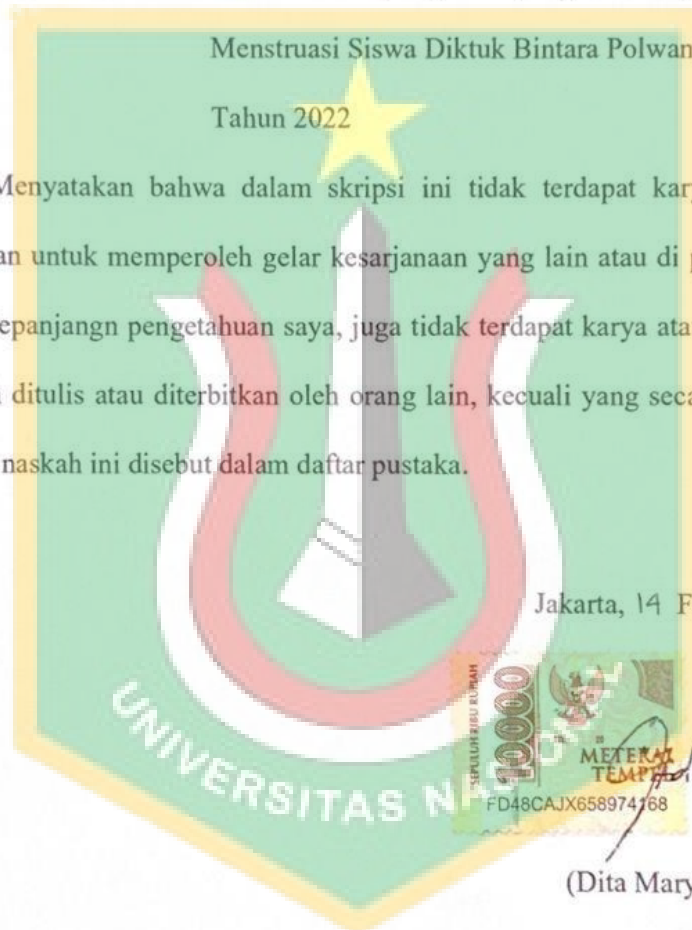 Menstruasi Siswa Diktuk Bintara Polwan
Tahun 2022
Menyatakan bahwa dalam skripsi ini tidak terdapat kar
an untuk memperoleh gelar kesarjanaan yang lain atau di p
epanjangn pengetahuan saya, juga tidak terdapat karya ata
ditulis atau diterbitkan oleh orang lain, kecuali yang seca
naskah ini disebut dalam daftar pustaka.
Jakarta, 14 F
SEPULUH RIBU RUPIAH
10000
METERAI
TEMPEL
FD48CAJX658974168
UNIVERSITAS NASIONAL
(Dita Mary